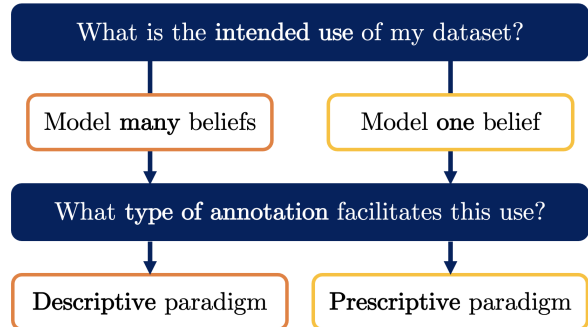 What is the intended use of my dataset?
Model many beliefs
Model one belief
What type of annotation facilitates this use?
Descriptive paradigm
Prescriptive paradigm